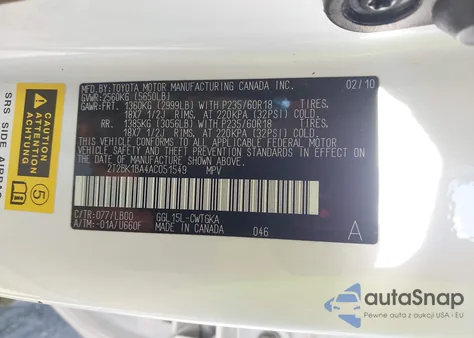 MFD.BY:TOYOTA MOTOR MANUFACTURING CANADA INC. 02/10
GVWR: 2560KG (5650LB)
GAWR:FRT. 1360KG (2999LB) WITH P235/60R18 TIRES.
18X7 1/2J RIMS, AT 220KPA (32PSI) COLD.
RR. 1385KG (3056LB) WITH P235/60R18 TIRES.
18X7 1/2J RIMS, AT 220KPA (32PSI) COLD.
THIS VEHICLE CONFORMS TO ALL APPLICABLE FEDERAL MOTOR
VEHICLE SAFETY
THEFT PREVENTION STANDARDS IN EFFECT ON THE DATE OF
MANUFACTURE SHOWN ABOVE.
2T2BK1BA4AC051549 MPV
C/TR:077/LB00 GGL15L-CWTGKA
A/TM:-01A/U660F MADE IN CANADA 046 A
SRS SIDE AIRBAG
CAUTION
ATTENTION
ACHTUNG
5
autoSnap
Pewne auta z aukcji USA - EU